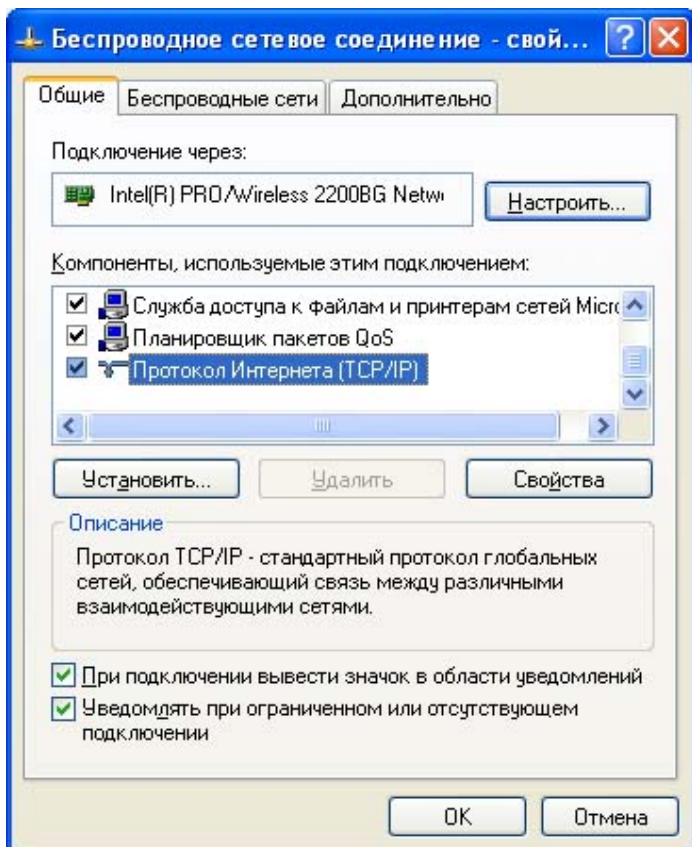 Беспроводное сетевое соединение - свой...
Общие
Беспроводные сети
Дополнительно
Подключение через:
Intel(R) PRO/Wireless 2200BG Netw
Настроить...
Компоненты, используемые этим подключением:
Служба доступа к файлам и принтерам сетей Micro
Планировщик пакетов QoS
Протокол Интернета (TCP/IP)
Установить...
Удалить
Свойства
Описание
Протокол TCP/IP - стандартный протокол глобальных
сетей, обеспечивающий связь между различными
взаимодействующими сетями.
При подключении вывести значок в области уведомлений
Уведомлять при ограниченном или отсутствующем
подключении
OK
Отмена